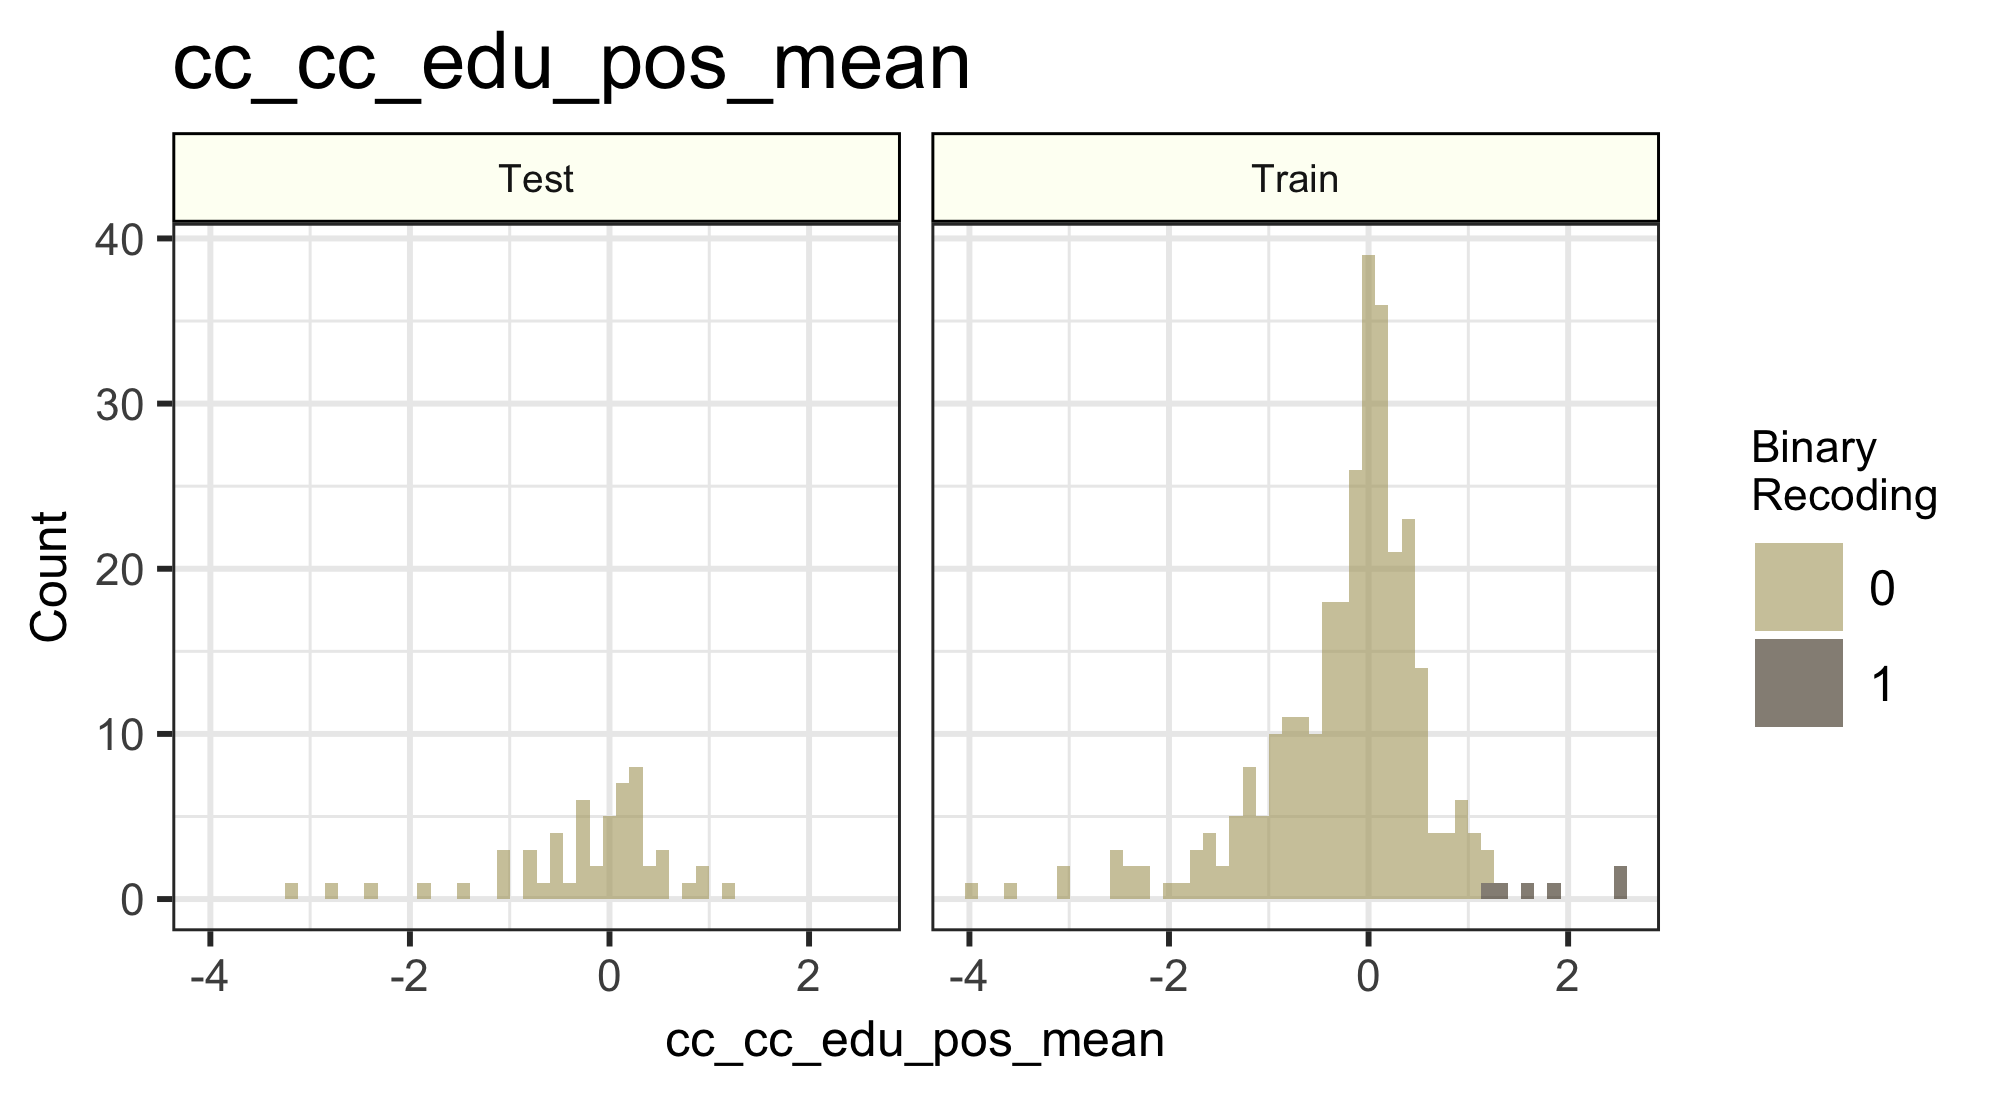 cc_cc_edu_pos_mean
Test
Train
40
30
20
10
0
Count
-4
-2
0
2
-4
-2
0
2
cc_cc_edu_pos_mean
Binary
Recoding
0
1